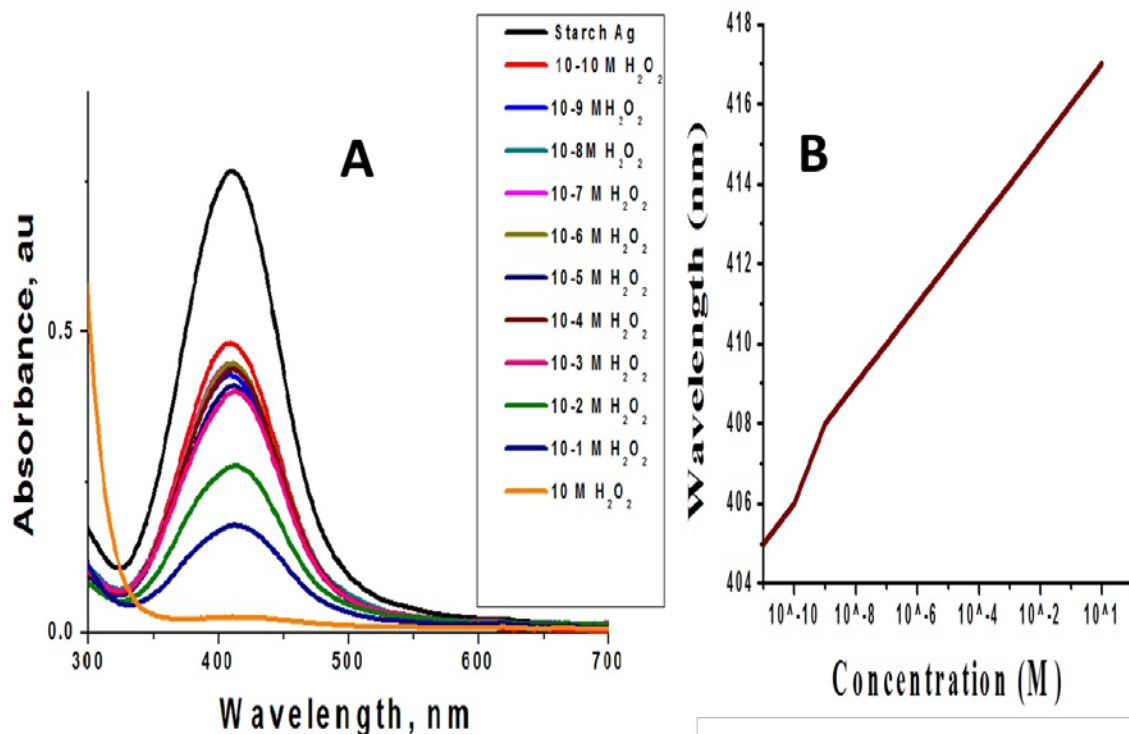 Absorbance, au
0.5
0.0
300
400
500
600
700
Wavelength, nm
A
Starch Ag
10-10 M H₂O₂
10-9 MH₂O₂
10-8M H₂O₂
10-7 M H₂O₂
10-6 M H₂O₂
10-5 M H₂O₂
10-4 M H₂O₂
10-3 M H₂O₂
10-2 M H₂O₂
10-1 M H₂O₂
10 M H₂O₂
B
Wavelength (nm)
418
416
414
412
410
408
406
404
10^-10
10^-8
10^-6
10^-4
10^-2
10^1
Concentration (M)